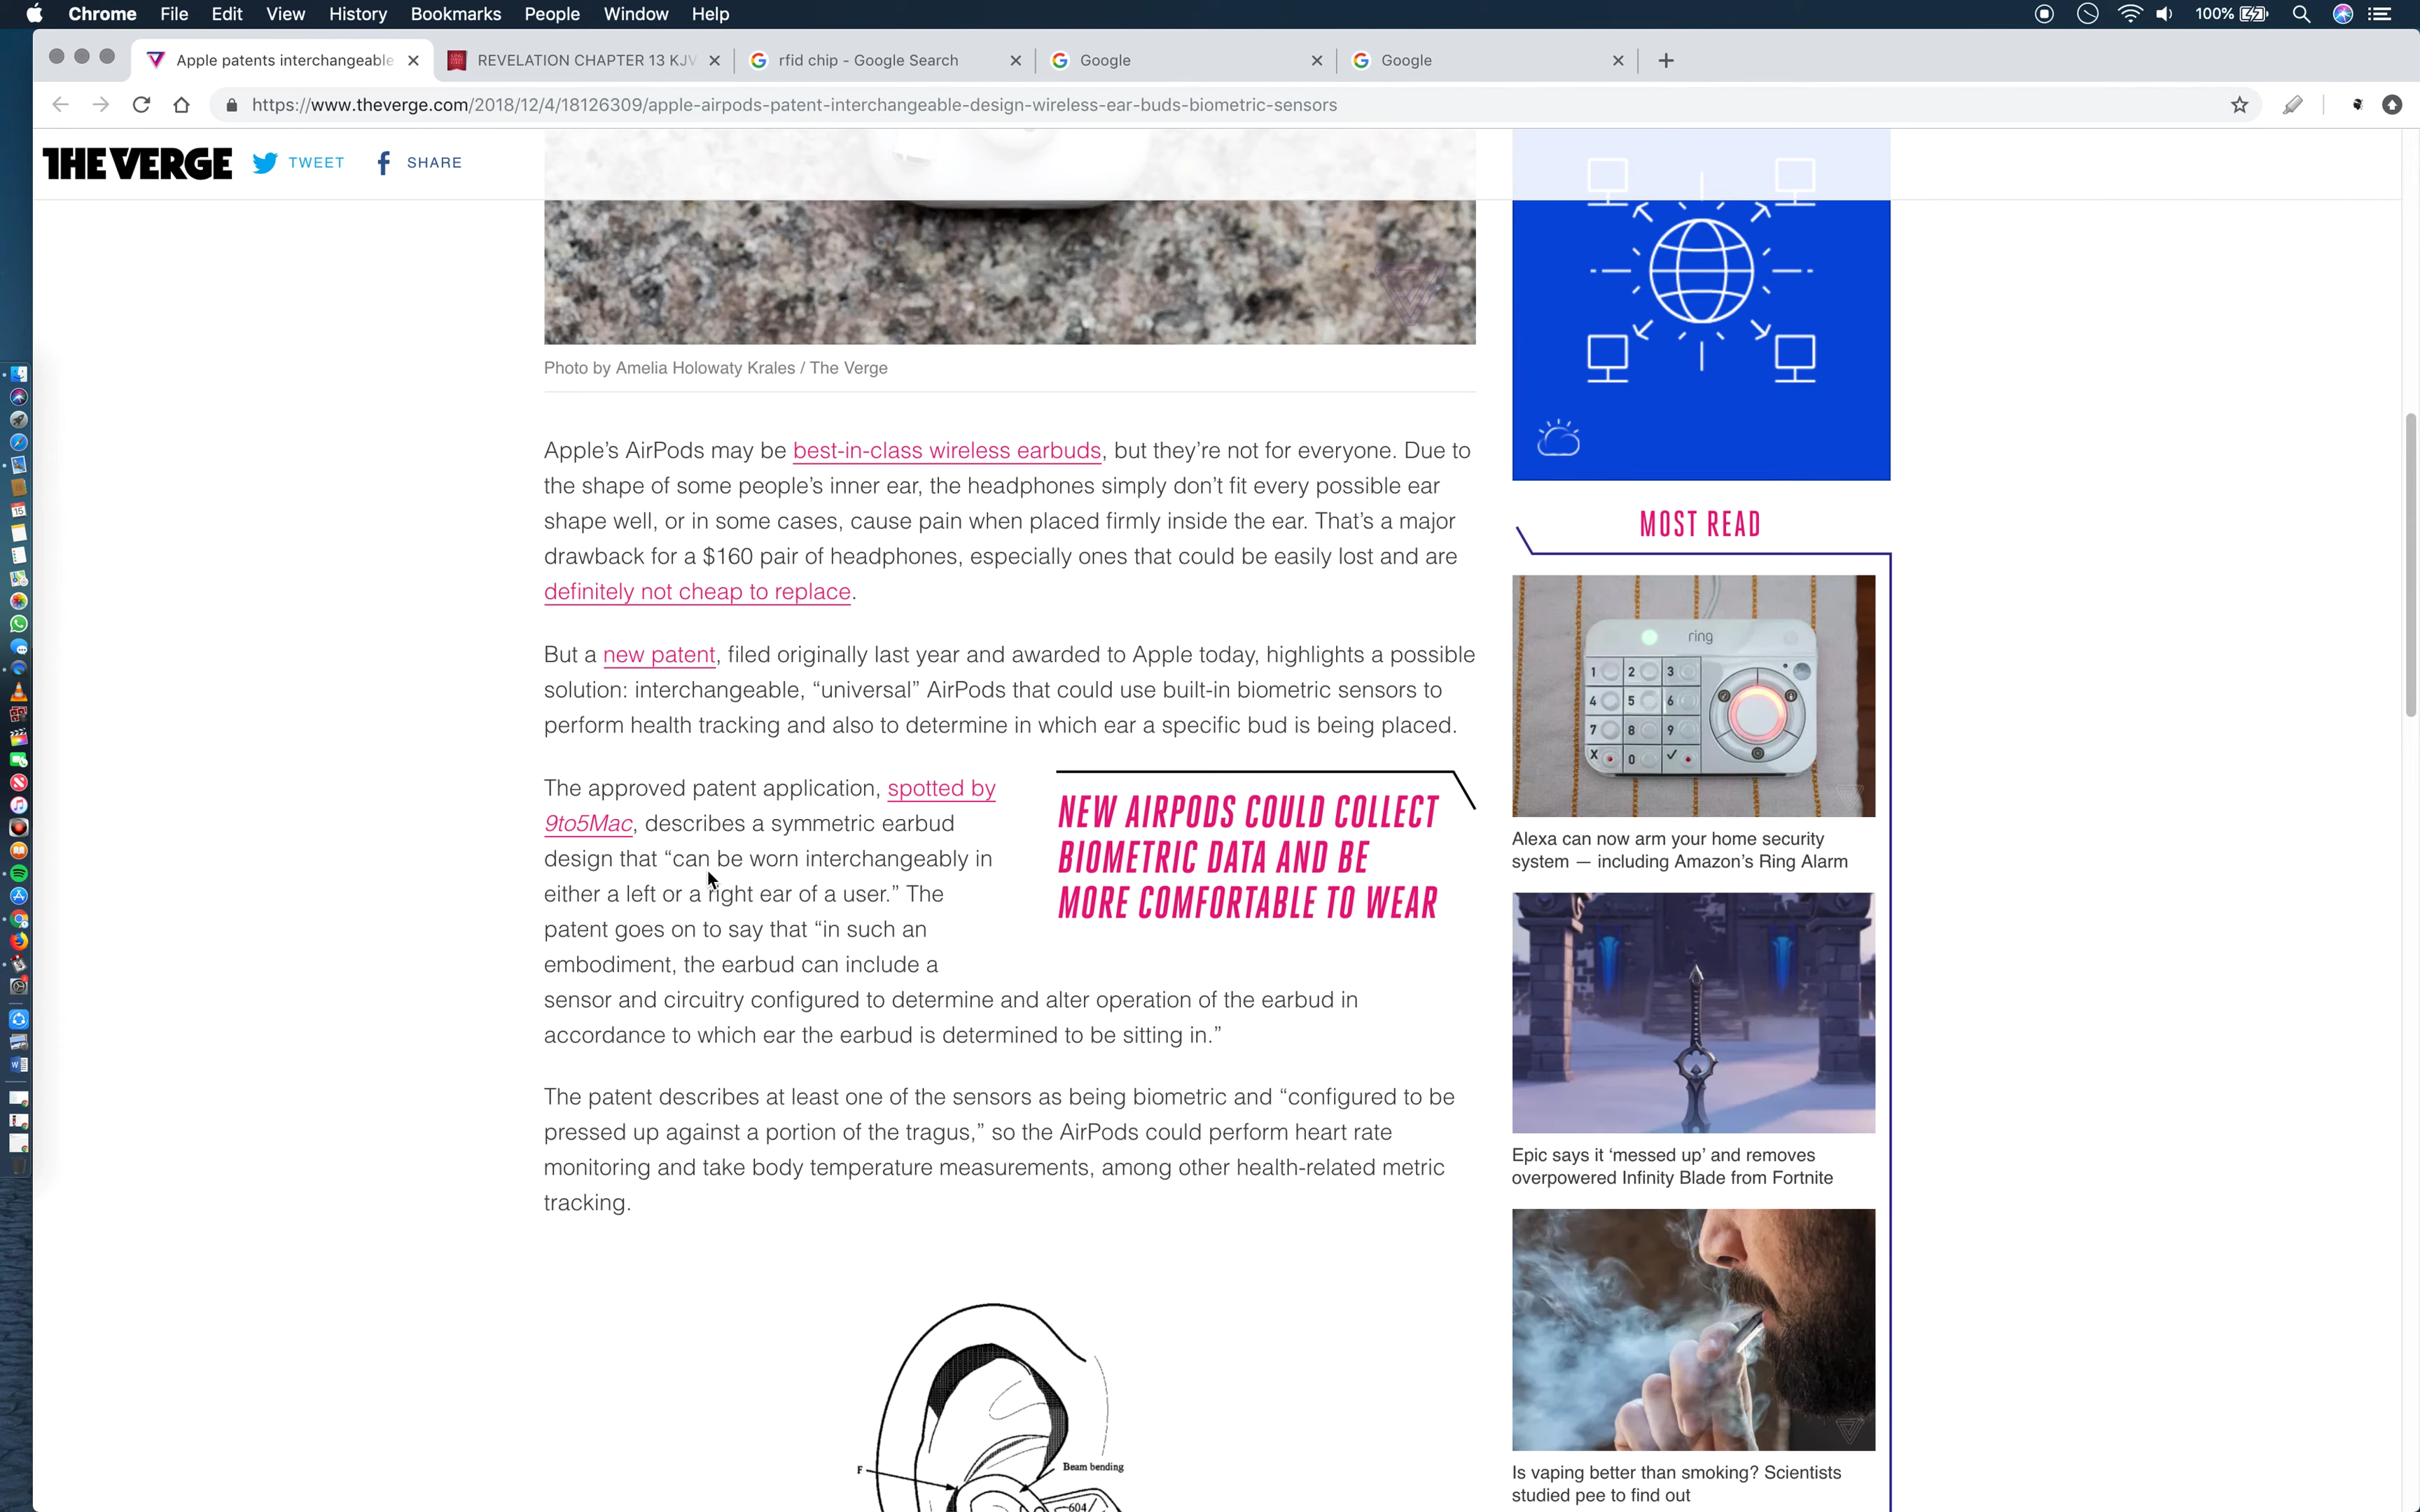 Chrome File Edit View History Bookmarks People Window Help
100%
Apple patents interchangeable
REVELATION CHAPTER 13 KJV
rfid chip - Google Search
Google
Google
https://www.theverge.com/2018/12/4/18126309/apple-airpods-patent-interchangeable-design-wireless-ear-buds-biometric-sensors
THE VERGE
TWEET
SHARE
Photo by Amelia Holowaty Krales / The Verge
Apple’s AirPods may be best-in-class wireless earbuds, but they’re not for everyone. Due to
the shape of some people’s inner ear, the headphones simply don’t fit every possible ear
shape well, or in some cases, cause pain when placed firmly inside the ear. That’s a major
drawback for a $160 pair of headphones, especially ones that could be easily lost and are
definitely not cheap to replace.
But a new patent, filed originally last year and awarded to Apple today, highlights a possible
solution: interchangeable, “universal” AirPods that could use built-in biometric sensors to
perform health tracking and also to determine in which ear a specific bud is being placed.
The approved patent application, spotted by
9to5Mac, describes a symmetric earbud
design that “can be worn interchangeably in
either a left or a right ear of a user.” The
patent goes on to say that “in such an
embodiment, the earbud can include a
sensor and circuitry configured to determine and alter operation of the earbud in
accordance to which ear the earbud is determined to be sitting in.”
NEW AIRPODS COULD COLLECT
BIOMETRIC DATA AND BE
MORE COMFORTABLE TO WEAR
The patent describes at least one of the sensors as being biometric and “configured to be
pressed up against a portion of the tragus,” so the AirPods could perform heart rate
monitoring and take body temperature measurements, among other health-related metric
tracking.
F
Beam bending
604
MOST READ
ring
1 2 3
4 5 6
7 8 9
X 0 ✓
Alexa can now arm your home security
system — including Amazon’s Ring Alarm
Epic says it ‘messed up’ and removes
overpowered Infinity Blade from Fortnite
Is vaping better than smoking? Scientists
studied pee to find out
15